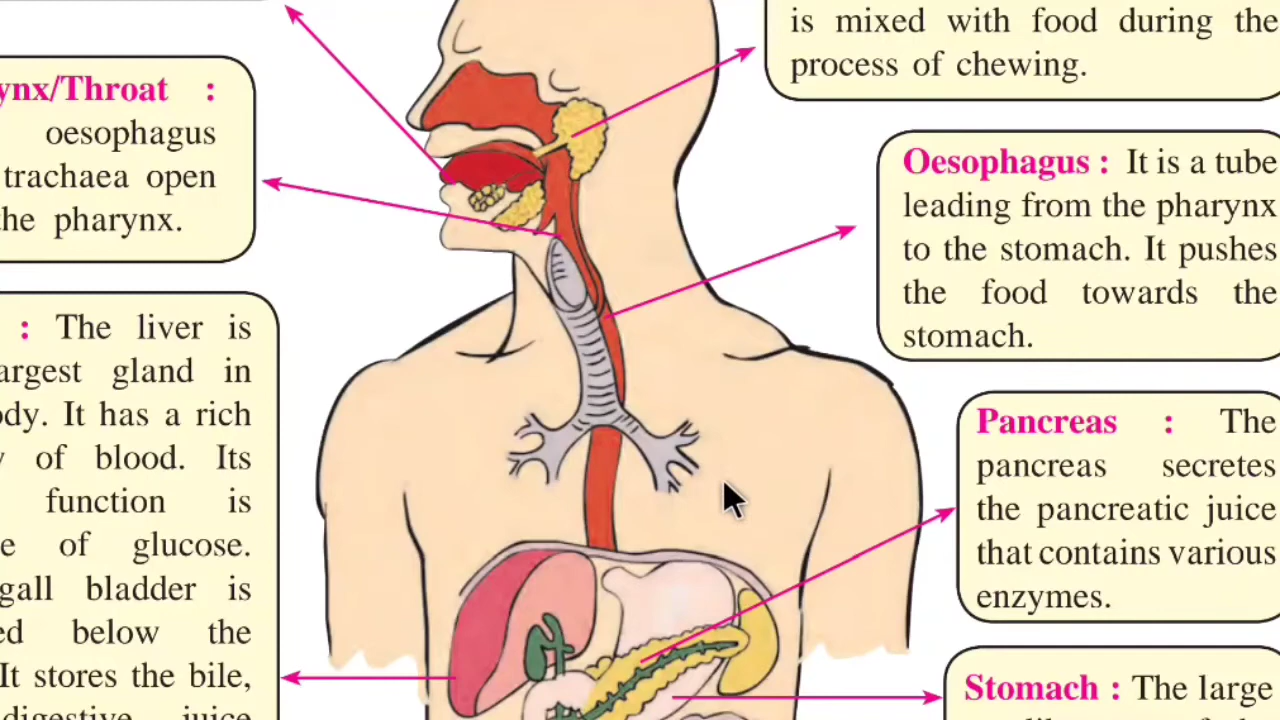 is mixed with food during the
process of chewing.
ynx/Throat :
oesophagus
trachaea open
the pharynx.
Oesophagus : It is a tube
leading from the pharynx
to the stomach. It pushes
the food towards the
stomach.
: The liver is
argest gland in
ody. It has a rich
y of blood. Its
function is
e of glucose.
gall bladder is
ed below the
It stores the bile,
digestive juice
Pancreas : The
pancreas secretes
the pancreatic juice
that contains various
enzymes.
Stomach : The large